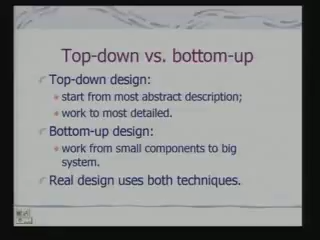 Top-down vs. bottom-up
Top-down design:
start from most abstract description;
work to most detailed.
Bottom-up design:
work from small components to big
system.
Real design uses both techniques.